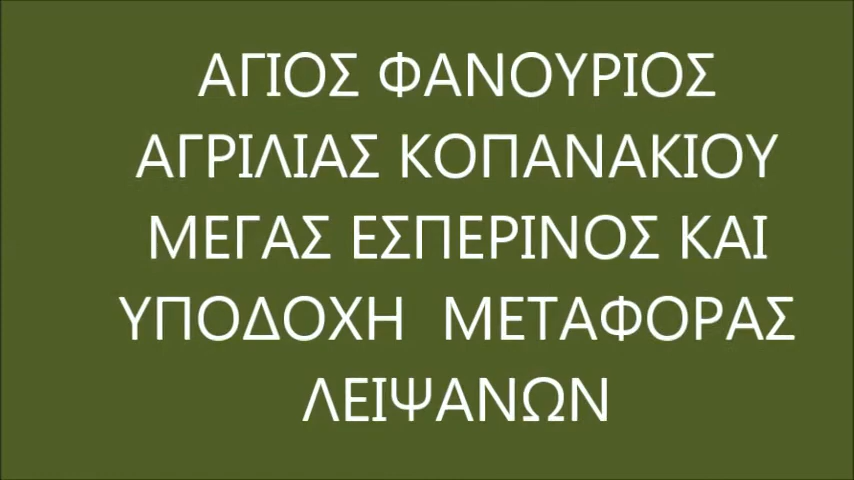 ΑΓΙΟΣ ΦΑΝΟΥΡΙΟΣ
ΑΓΡΙΛΙΑΣ ΚΟΠΑΝΑΚΙΟΥ
ΜΕΓΑΣ ΕΣΠΕΡΙΝΟΣ ΚΑΙ
ΥΠΟΔΟΧΗ ΜΕΤΑΦΟΡΑΣ
ΛΕΙΨΑΝΩΝ